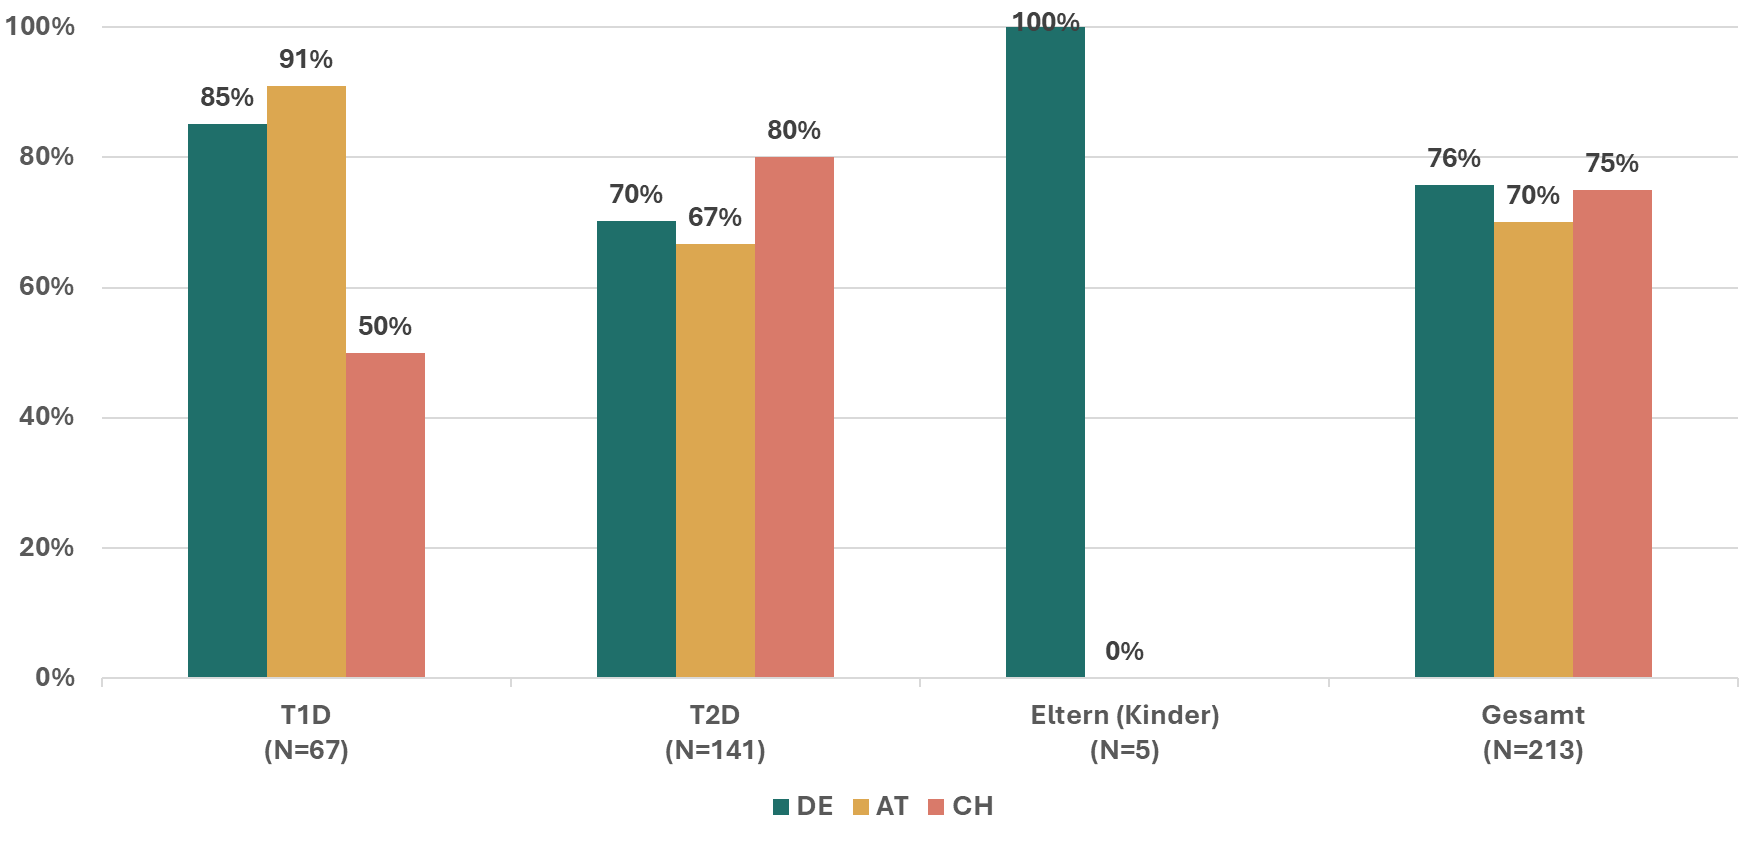 100%
80%
60%
40%
20%
0%
85%
91%
50%
70%
67%
80%
100%
0%
76%
70%
75%
T1D
(N=67)
T2D
(N=141)
Eltern (Kinder)
(N=5)
Gesamt
(N=213)
DE AT CH